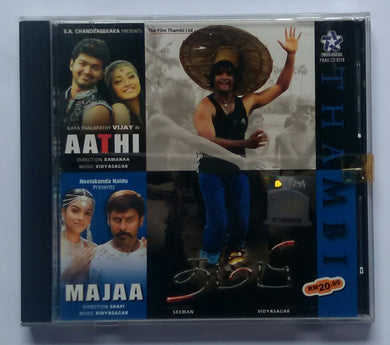 S.A. CHANDRASEKARA PRESENTS
ILAYA THALAPATHY VIJAY IN
AATHI
DIRECTION RAMANAA
MUSIC VIDYASAGAR
Neelakanda Naidu
Presents
MAJAA
DIRECTION SHAFI
MUSIC VIDYASAGAR
The Film Thambi Ltd
தம்பி
SEEMAN VIDYASAGAR
THAMBI
RM 20.90